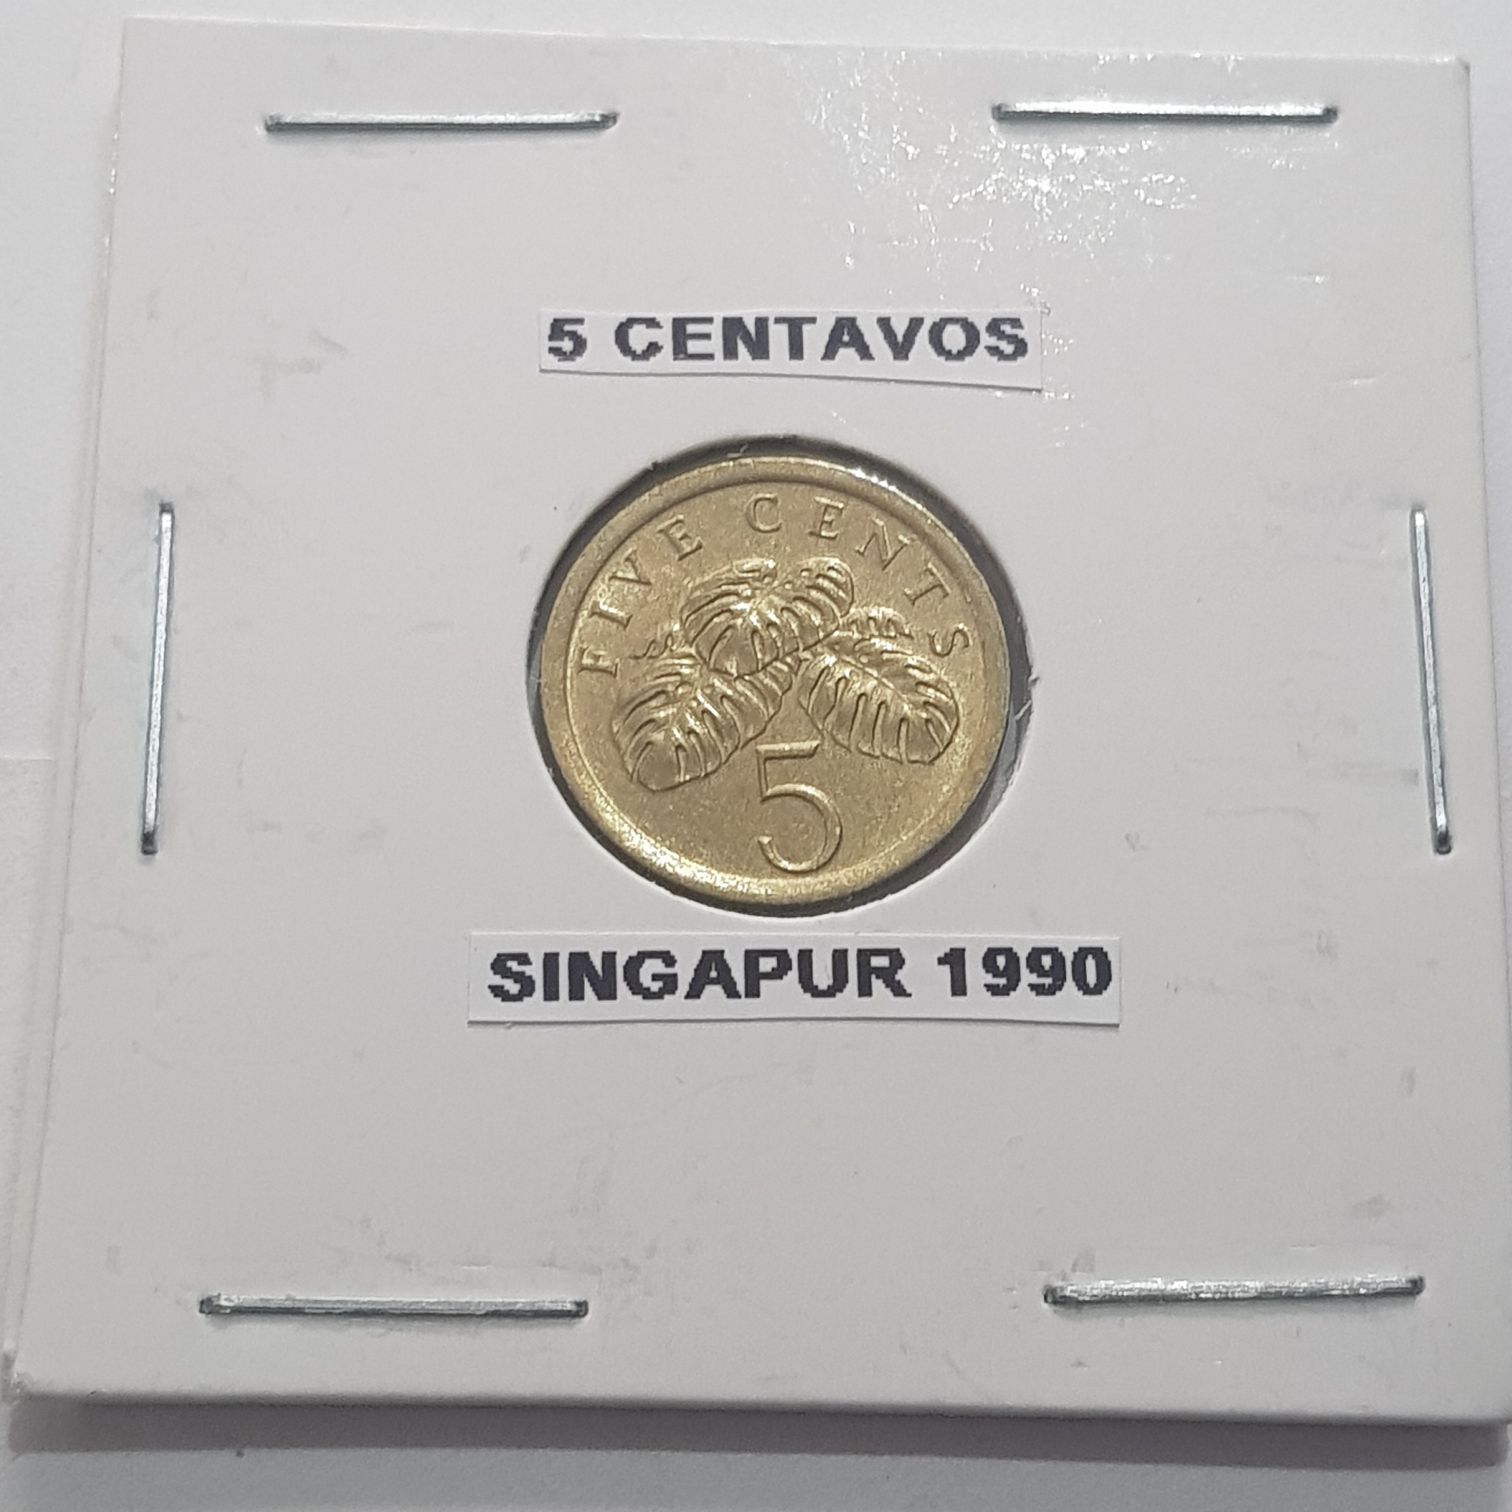 5 CENTAVOS
FIVE CENTS
5
SINGAPUR 1990